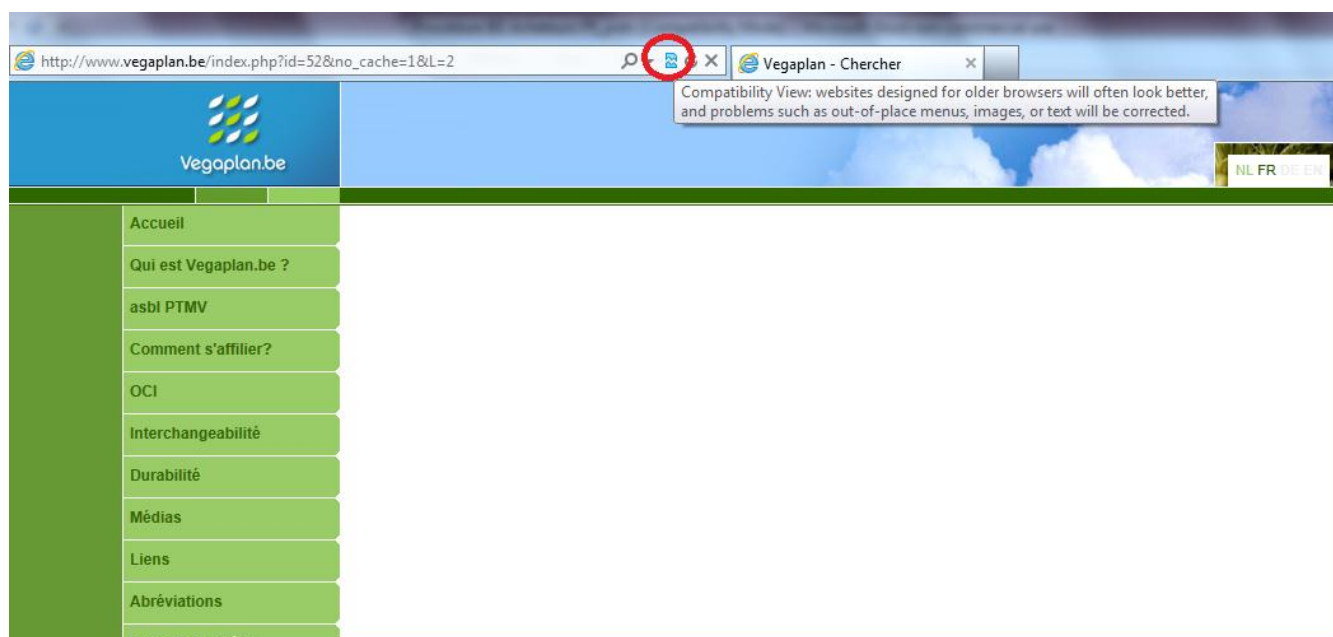 http://www.vegaplan.be/index.php?id=52&no_cache=1&L=2
Vegaplan - Chercher
Compatibility View: websites designed for older browsers will often look better,
and problems such as out-of-place menus, images, or text will be corrected.
Vegaplan.be
NL FR DE EN
Accueil
Qui est Vegaplan.be ?
asbl PTMV
Comment s'affilier?
OCI
Interchangeabilité
Durabilité
Médias
Liens
Abréviations